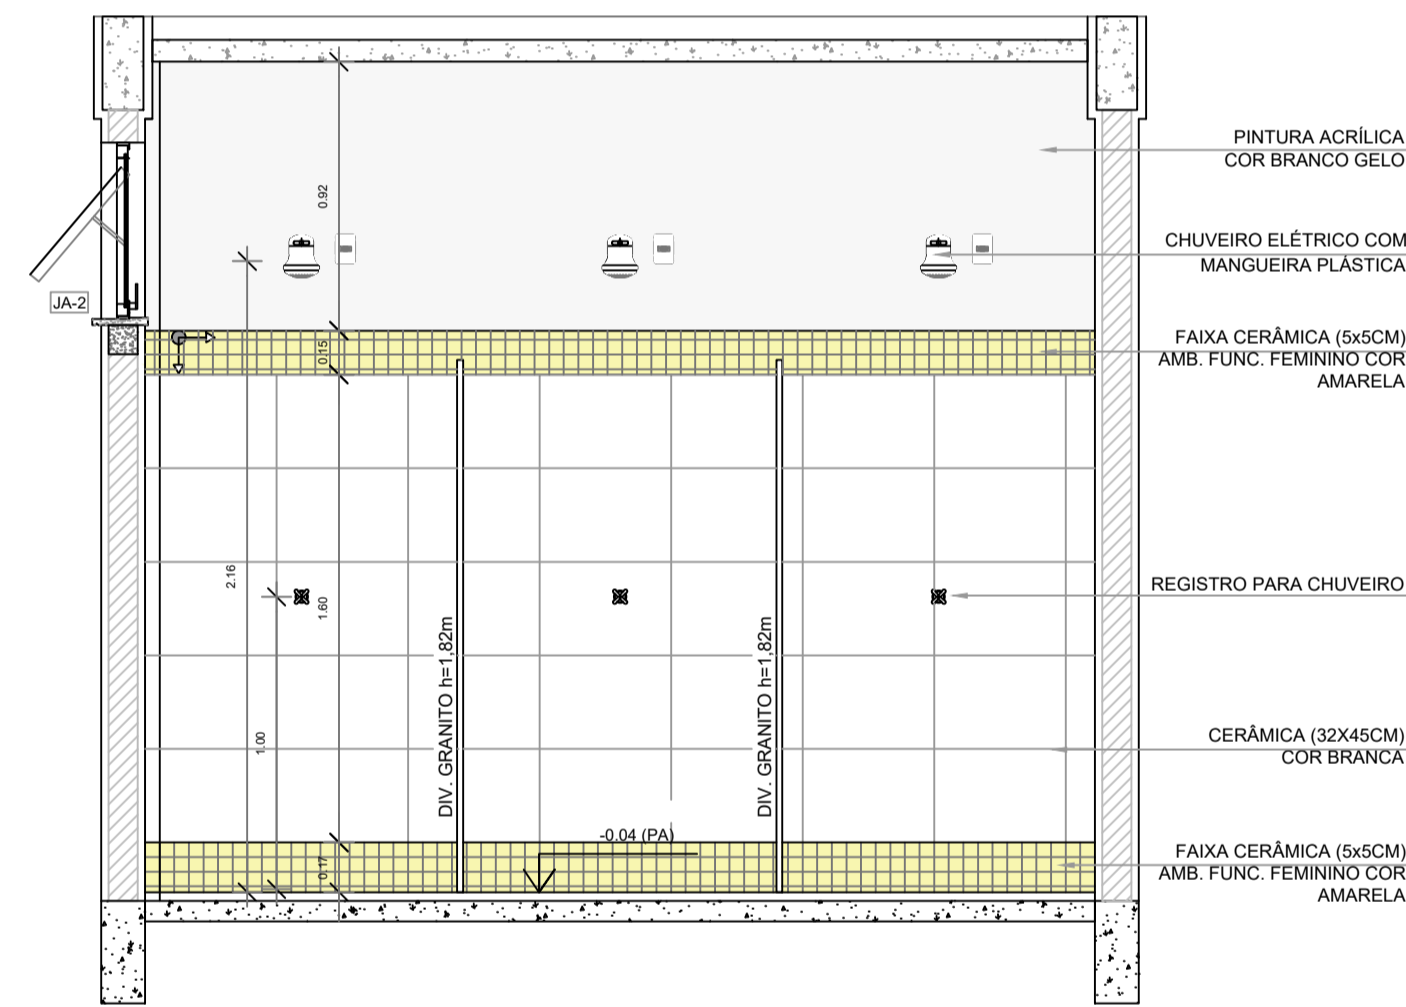 PINTURA ACRÍLICA
COR BRANCO GELO
0.92
CHUVEIRO ELÉTRICO COM
MANGUEIRA PLÁSTICA
JA-2
FAIXA CERÂMICA (5x5CM)
AMB. FUNC. FEMININO COR
AMARELA
0.15
2.16
1.60
REGISTRO PARA CHUVEIRO
DIV. GRANITO h=1,82m
DIV. GRANITO h=1,82m
1.00
CERÂMICA (32X45CM)
COR BRANCA
-0.04 (PA)
0.17
FAIXA CERÂMICA (5x5CM)
AMB. FUNC. FEMININO COR
AMARELA